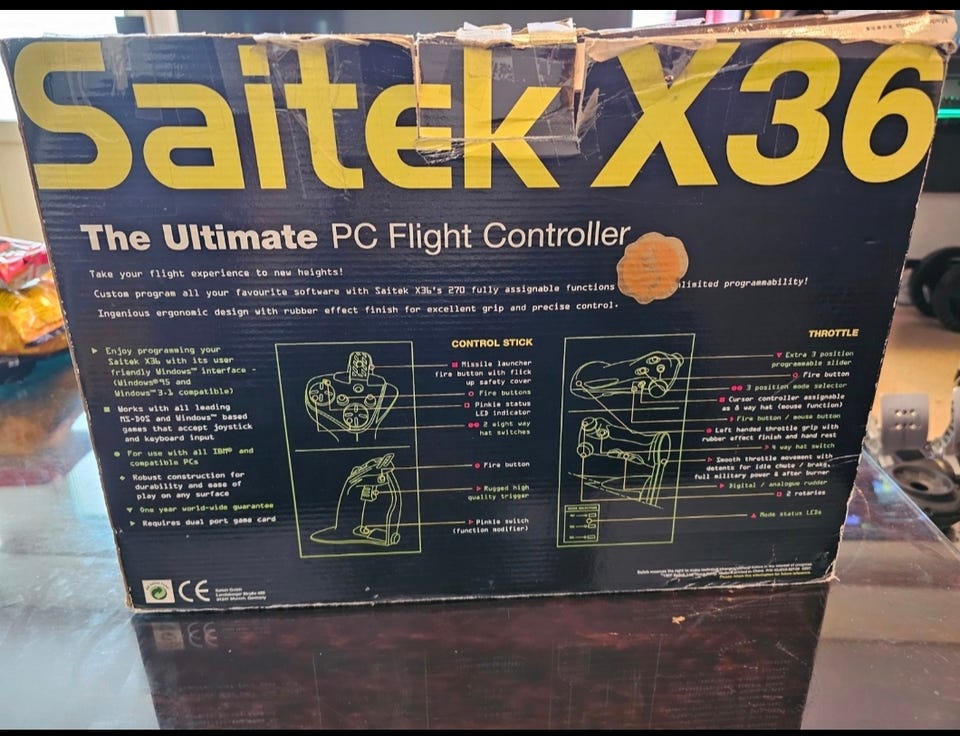 Saitek X36
The Ultimate PC Flight Controller
Take your flight experience to new heights!
Custom program all your favourite software with Saitek X36's 270 fully assignable functions
limited programmability!
Ingenious ergonomic design with rubber effect finish for excellent grip and precise control.
Enjoy programming your
Saitek X36 with its user
friendly Windows™ interface -
(Windows®95 and
Windows™3.1 compatible)
Works with all leading
MS-DOS and Windows™ based
games that accept joystick
and keyboard input
For use with all IBM® and
compatible PCs
Robust construction for
durability and ease of
play on any surface
One year world-wide guarantee
Requires dual port game card
CONTROL STICK
Missile launcher
fire button with flick
up safety cover
Fire buttons
Pinkie status
LED indicator
2 eight way
hat switches
Fire button
Rugged high
quality trigger
Pinkie switch
(function modifier)
THROTTLE
Extra 3 position
programmable slider
Fire button
3 position mode selector
Cursor controller assignable
as 8 way hat (mouse function)
Fire button / mouse button
Left handed throttle grip with
rubber effect finish and hand rest
4 way hat switch
Smooth throttle movement with
detents for idle chute / brake,
full military power & after burner
Digital / analogue rudder
2 rotaries
Mode status LEDs
CE
Saitek GmbH
Landsberger Straße
Munich, Germany